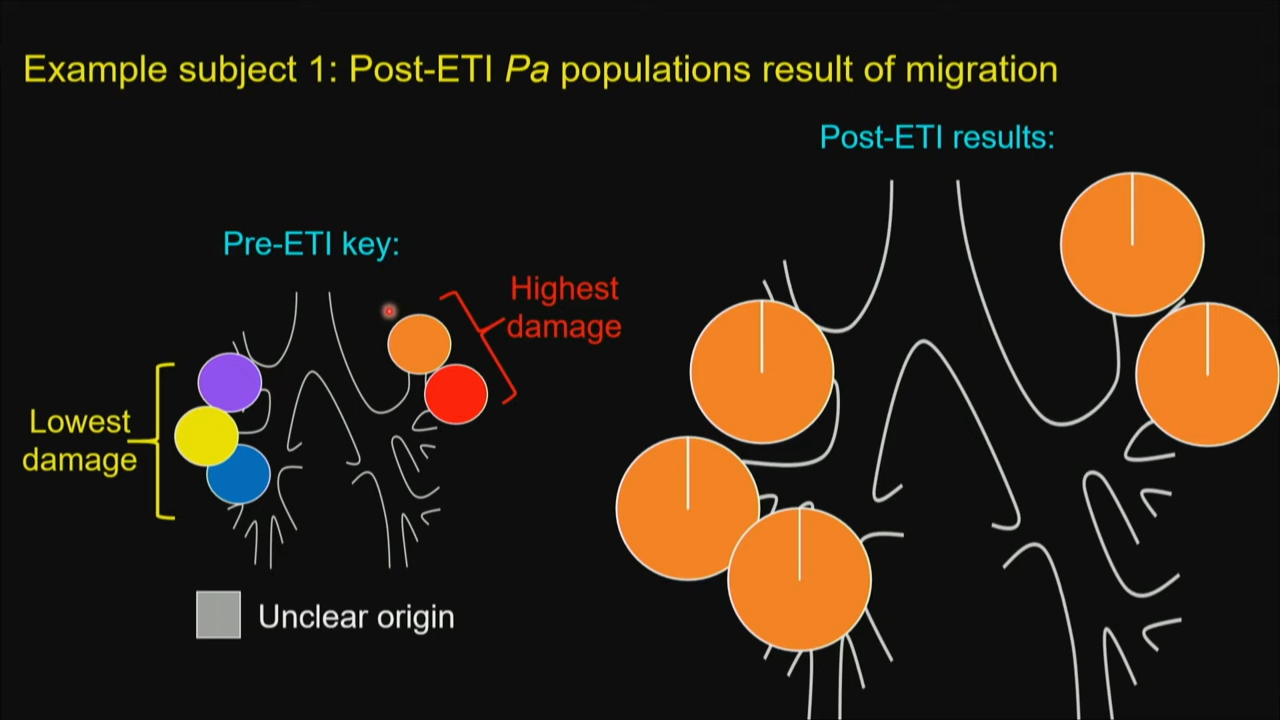 Example subject 1: Post-ETI Pa populations result of migration
Post-ETI results:
Pre-ETI key:
Highest
damage
Lowest
damage
Unclear origin